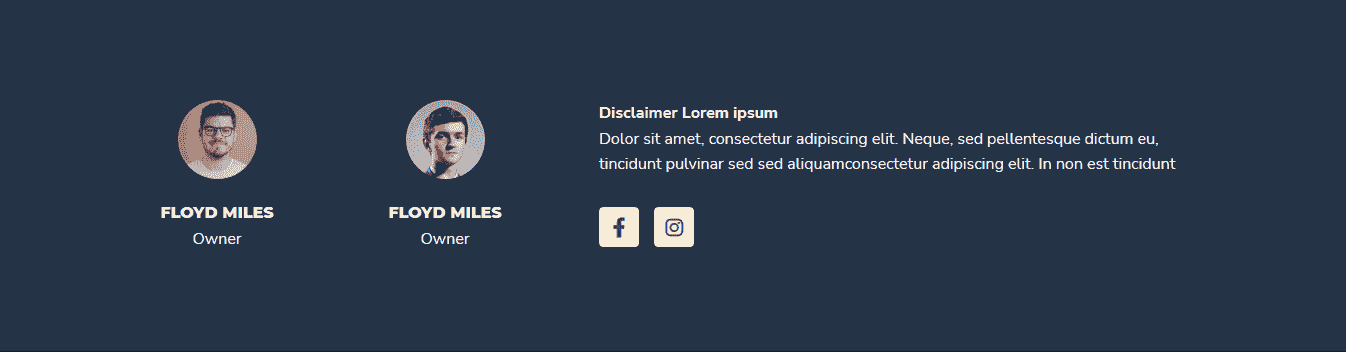 FLOYD MILES
Owner
FLOYD MILES
Owner
Disclaimer Lorem ipsum
Dolor sit amet, consectetur adipiscing elit. Neque, sed pellentesque dictum eu,
tincidunt pulvinar sed sed aliquamconsectetur adipiscing elit. In non est tincidunt